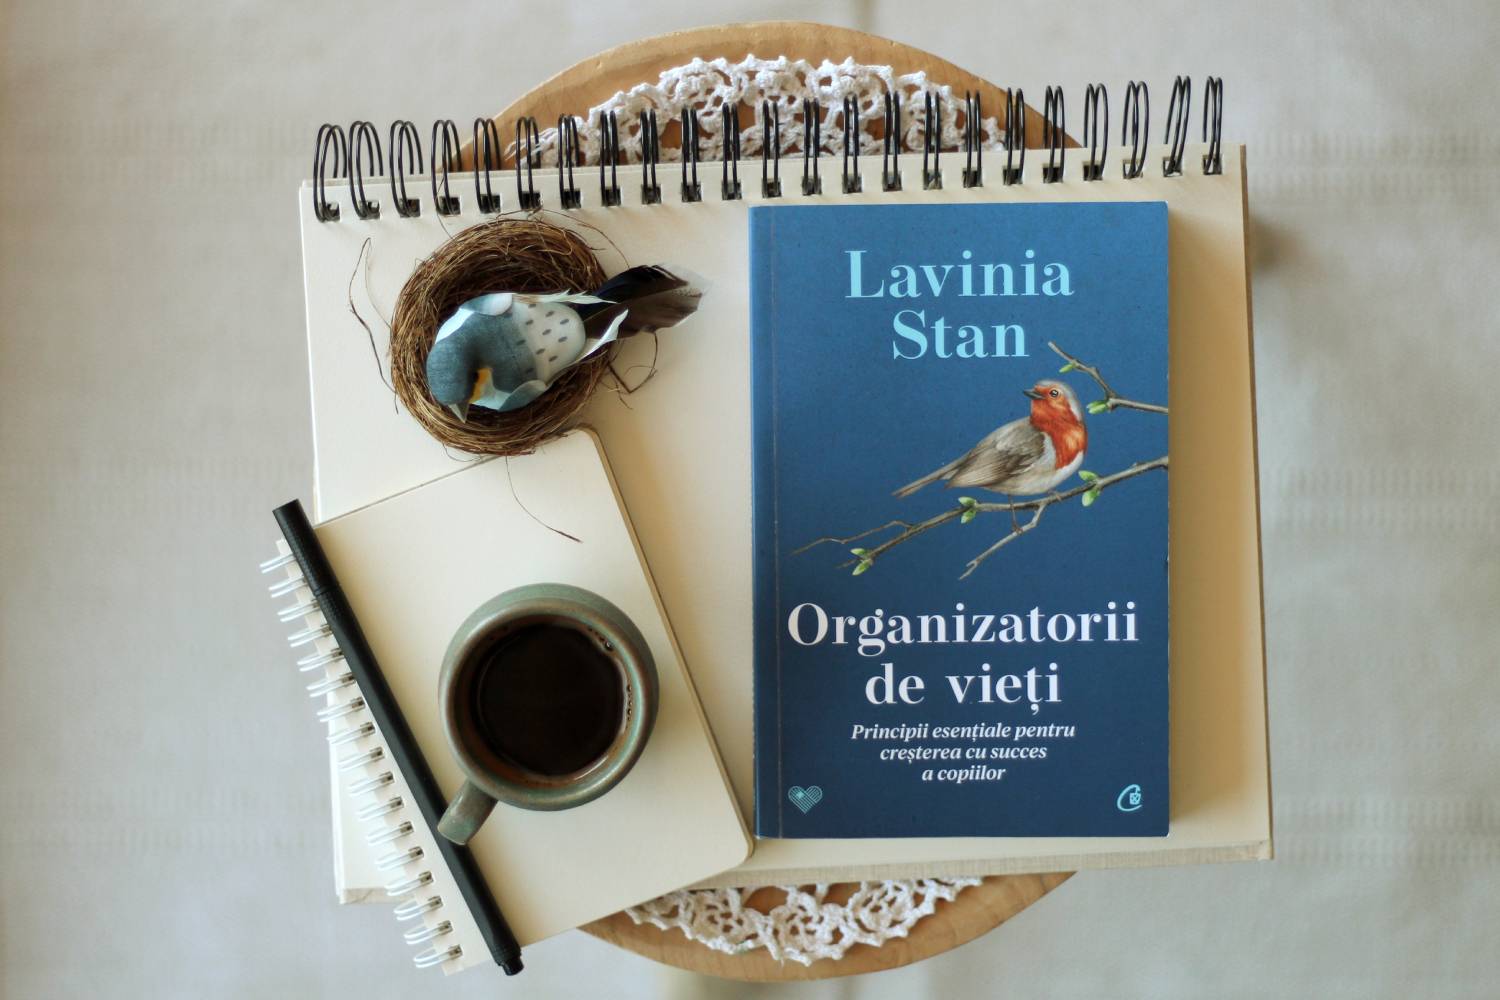 Lavinia
Stan
Organizatorii
de vieți
Principii esențiale pentru
creșterea cu succes
a copiilor